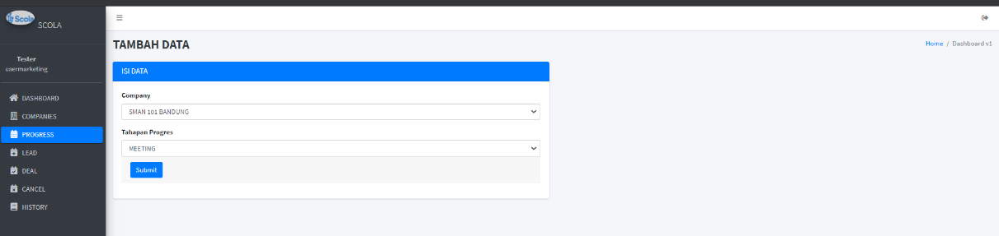 Scola
SCOLA
Tester
usermarketing
DASHBOARD
COMPANIES
PROGRESS
LEAD
DEAL
CANCEL
HISTORY
TAMBAH DATA
Home / Dashboard v1
ISI DATA
Company
SMAN 101 BANDUNG
Tahapan Progres
MEETING
Submit